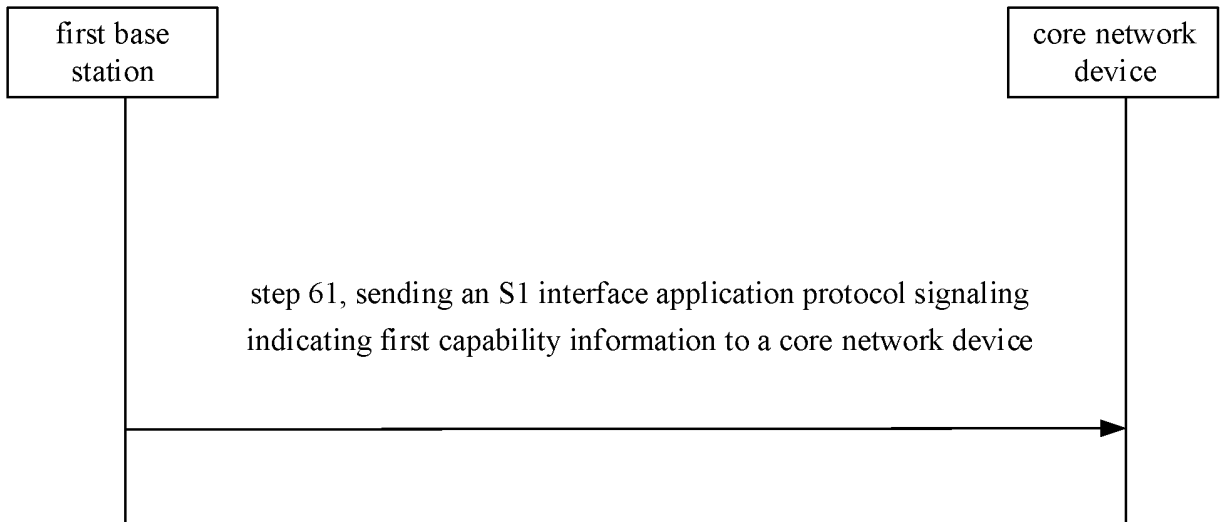 first base
station
core network
device
step 61, sending an S1 interface application protocol signaling
indicating first capability information to a core network device